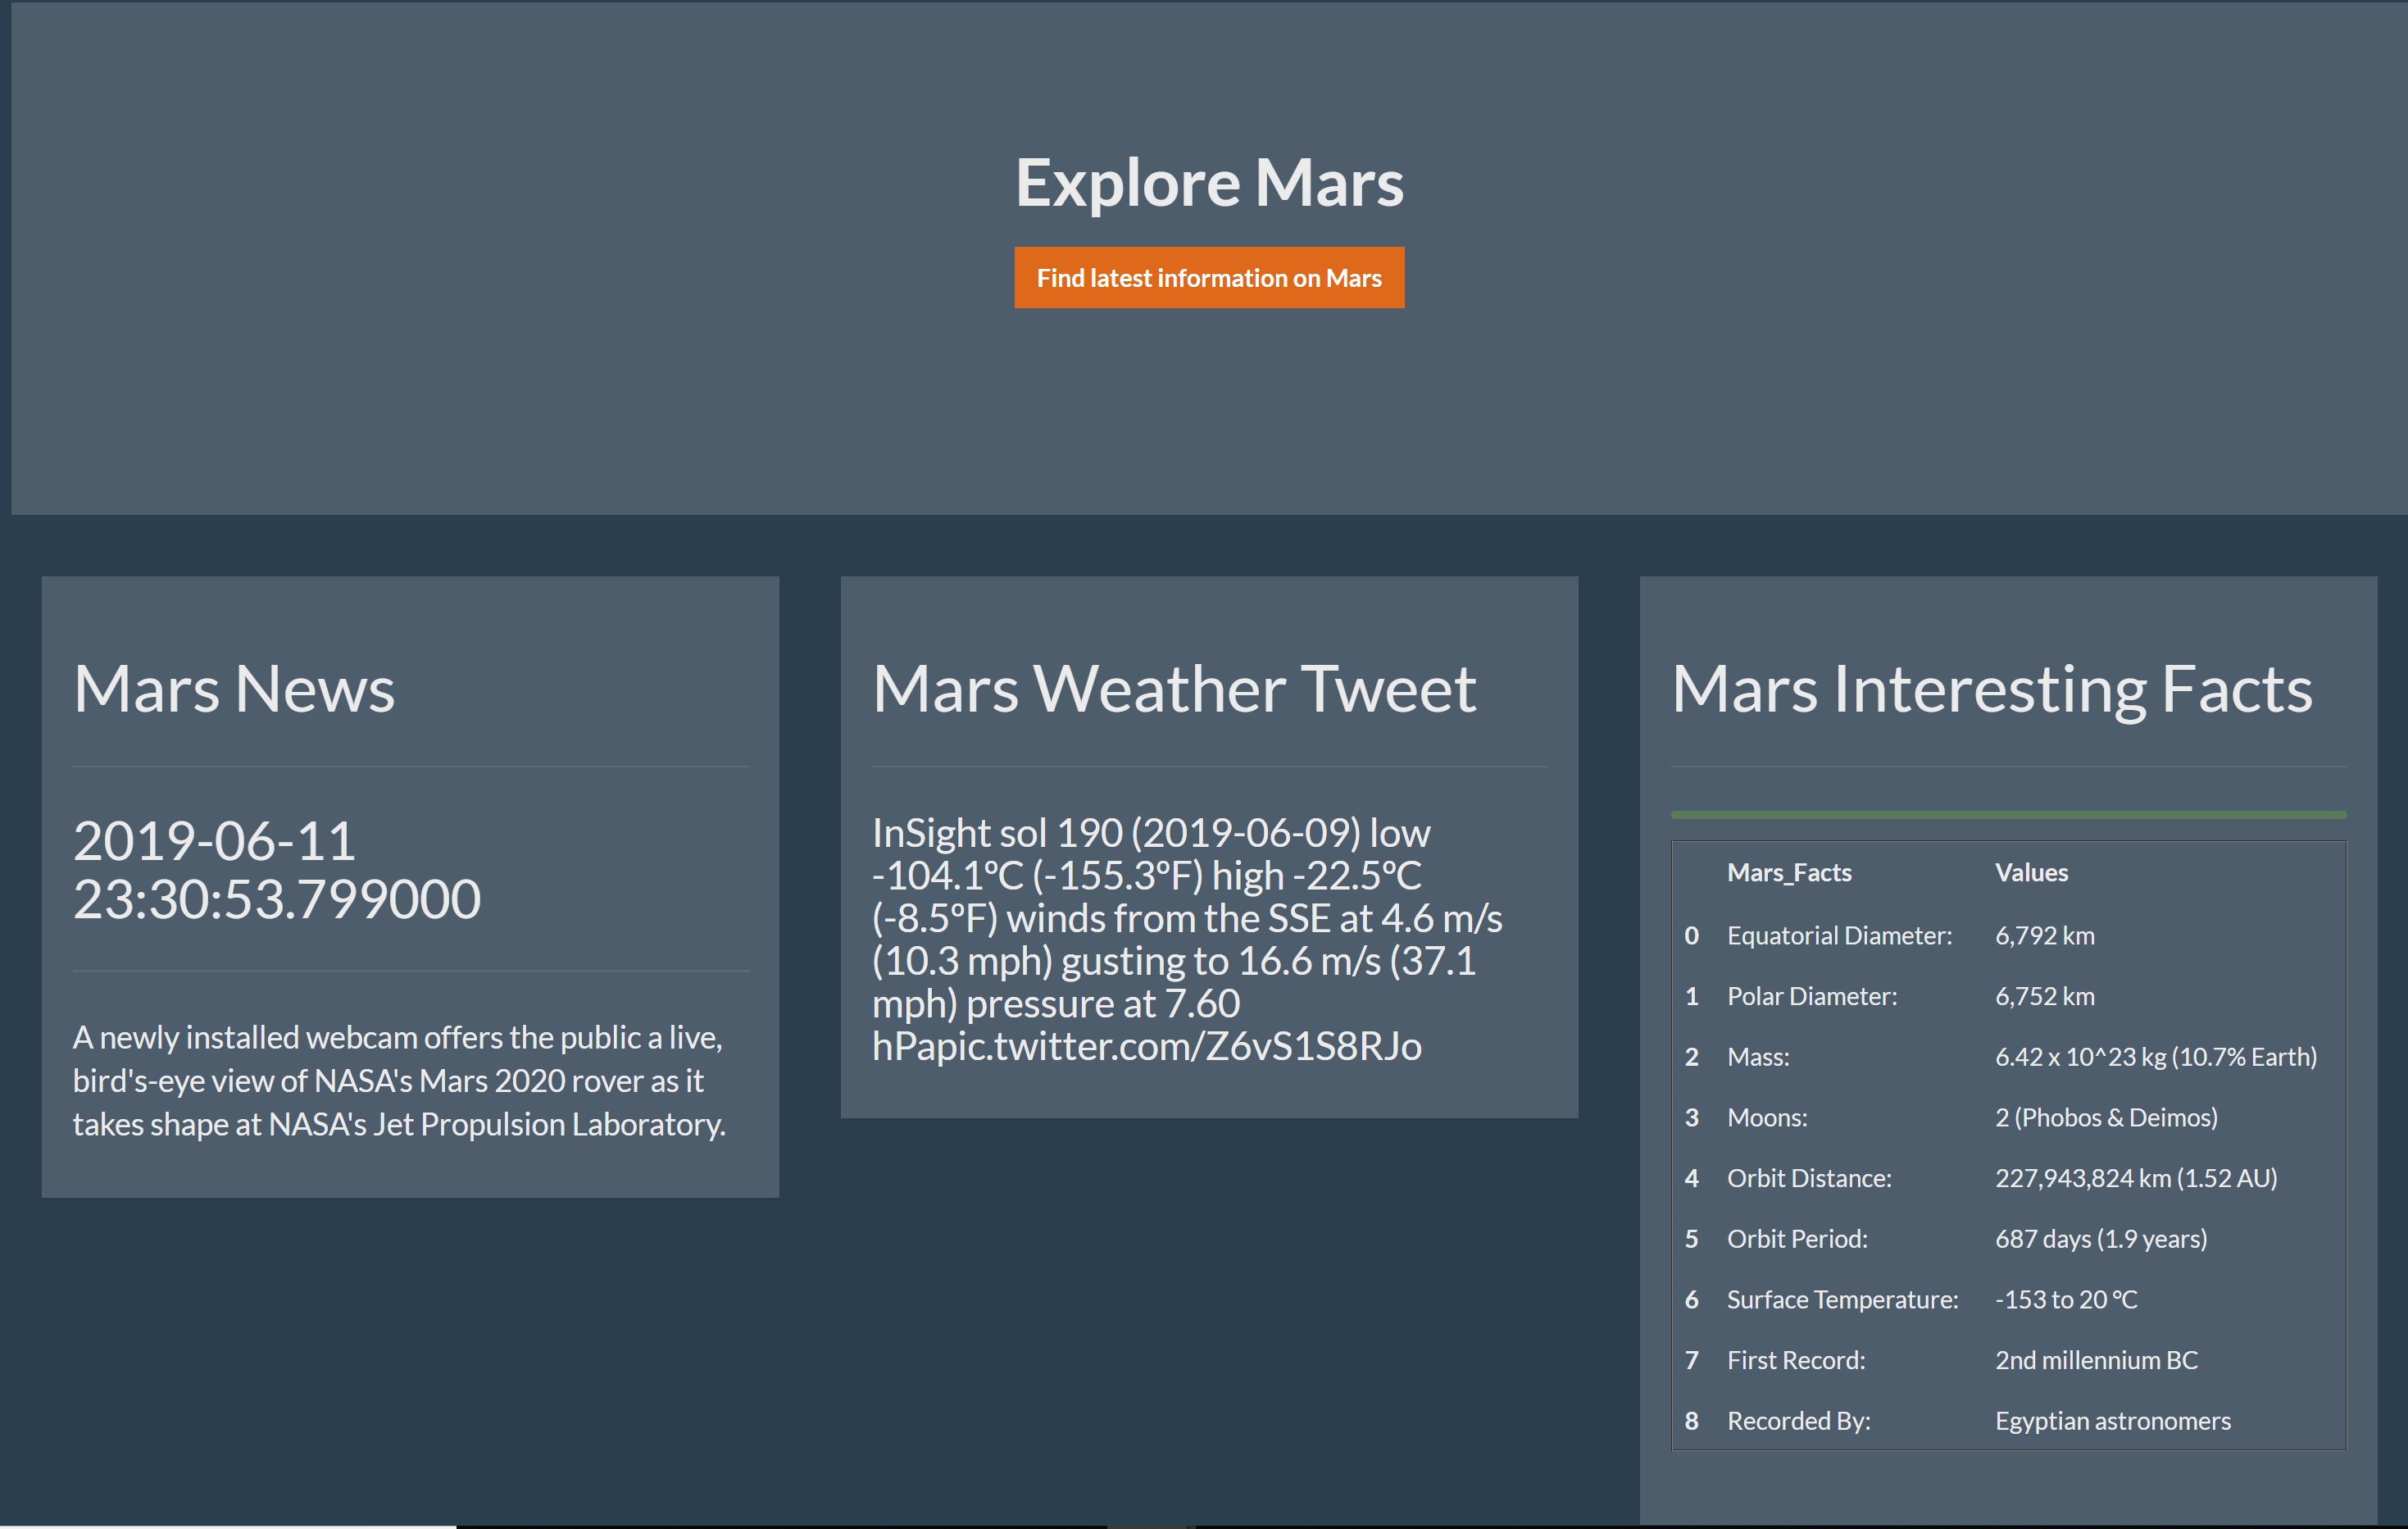 Explore Mars
Find latest information on Mars
Mars News
2019-06-11
23:30:53.799000
A newly installed webcam offers the public a live,
bird's-eye view of NASA's Mars 2020 rover as it
takes shape at NASA's Jet Propulsion Laboratory.
Mars Weather Tweet
InSight sol 190 (2019-06-09) low
-104.1ºC (-155.3ºF) high -22.5ºC
(-8.5ºF) winds from the SSE at 4.6 m/s
(10.3 mph) gusting to 16.6 m/s (37.1
mph) pressure at 7.60
hPapic.twitter.com/Z6vS1S8RJo
Mars Interesting Facts
Mars_Facts Values
0 Equatorial Diameter: 6,792 km
1 Polar Diameter: 6,752 km
2 Mass: 6.42 x 10^23 kg (10.7% Earth)
3 Moons: 2 (Phobos & Deimos)
4 Orbit Distance: 227,943,824 km (1.52 AU)
5 Orbit Period: 687 days (1.9 years)
6 Surface Temperature: -153 to 20 °C
7 First Record: 2nd millennium BC
8 Recorded By: Egyptian astronomers